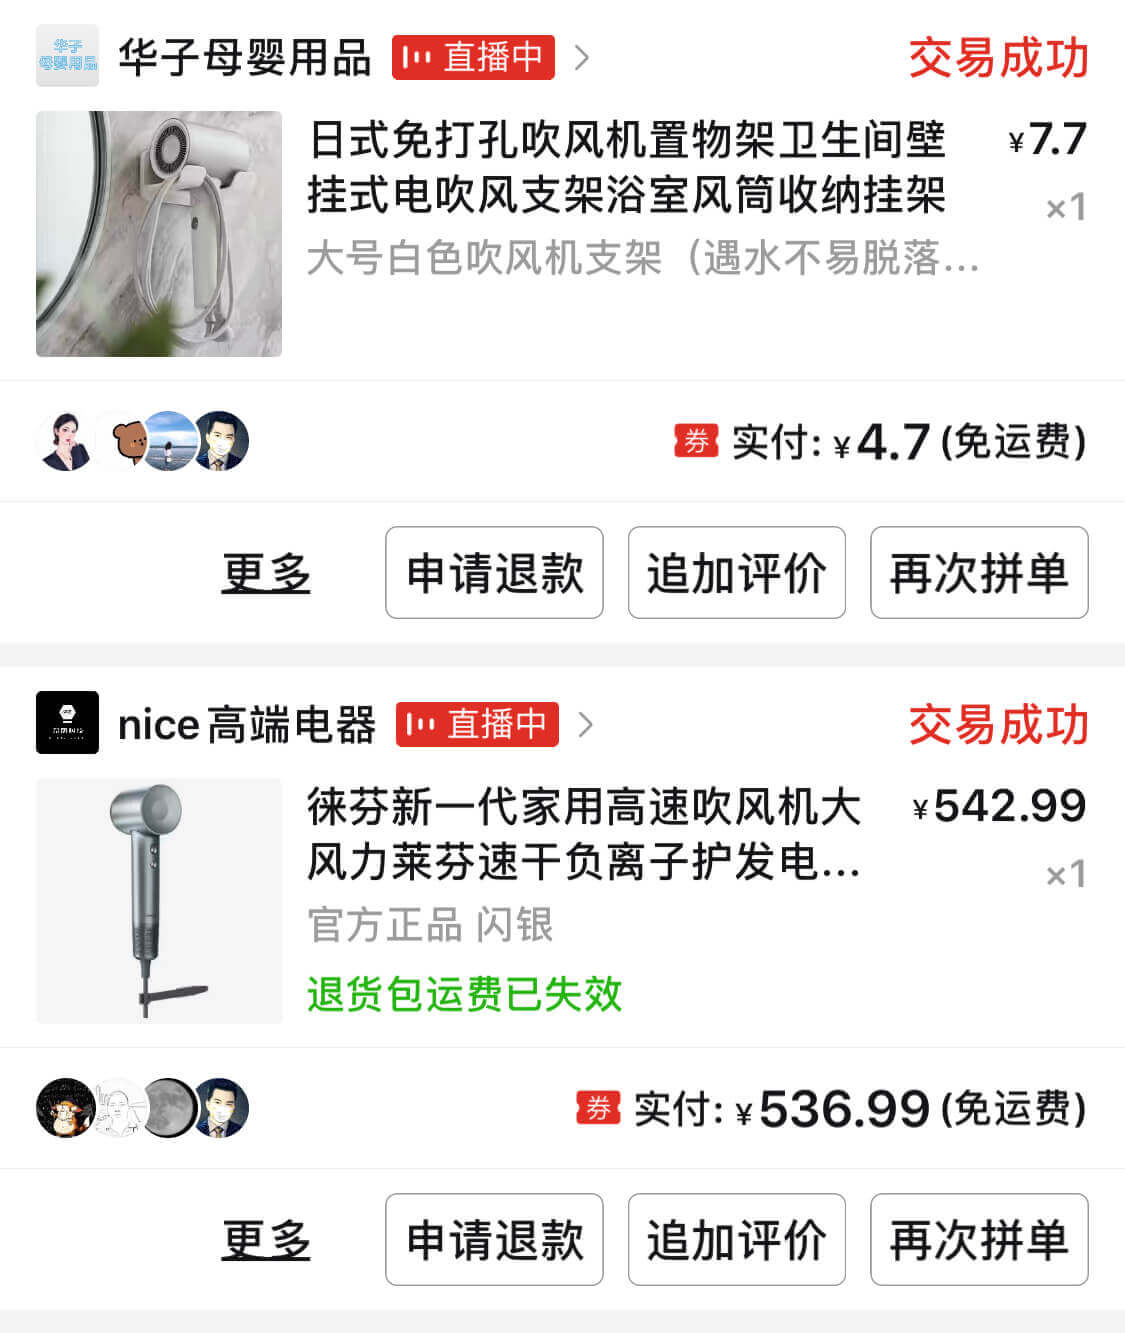 华子
母婴用品
华子母婴用品
直播中
交易成功
日式免打孔吹风机置物架卫生间壁
¥7.7
挂式电吹风支架浴室风筒收纳挂架
×1
大号白色吹风机支架（遇水不易脱落...
券 实付: ¥4.7 (免运费)
更多
申请退款
追加评价
再次拼单
nice高端电器
直播中
交易成功
徕芬新一代家用高速吹风机大
¥542.99
风力莱芬速干负离子护发电...
×1
官方正品 闪银
退货包运费已失效
券 实付: ¥536.99 (免运费)
更多
申请退款
追加评价
再次拼单